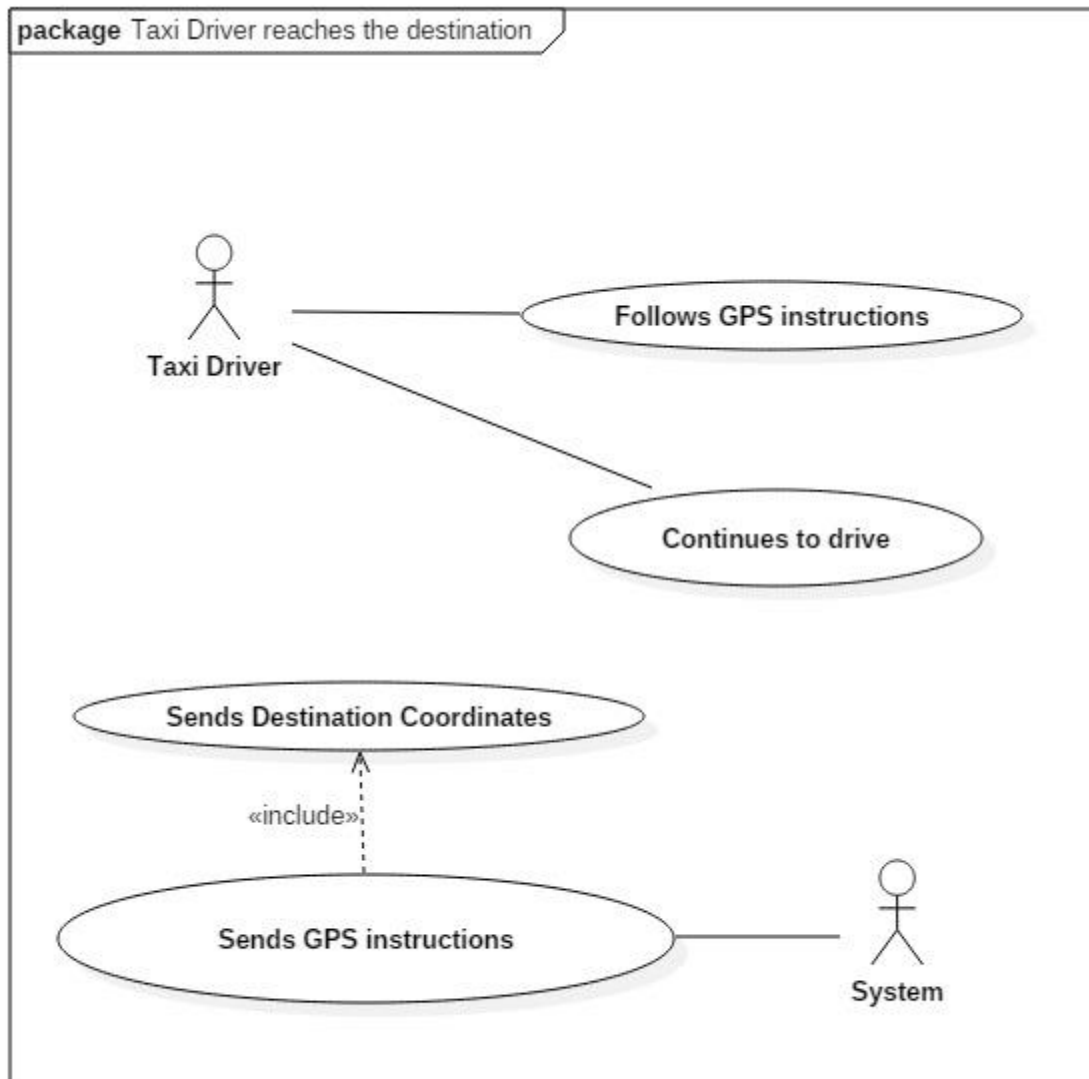 package Taxi Driver reaches the destination
Follows GPS instructions
Taxi Driver
Continues to drive
Sends Destination Coordinates
«include»
Sends GPS instructions
System